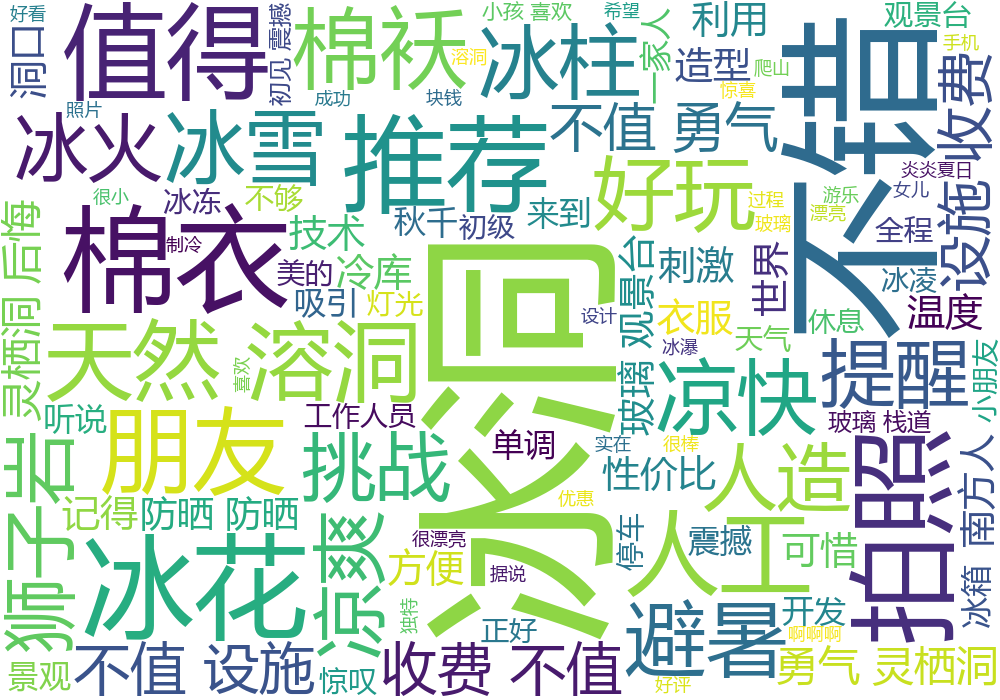 好看
小孩 喜欢
希望
观景台
洞口
震撼
值得
棉袄
溶洞
冰柱
一家人
利用
不错
手机
初见
照片
成功
块钱
造型
爬山
惊喜
收费
冰火
冰雪
推荐
不值 勇气
好玩
炎炎夏日
很小
冰冻
不够
过程
游乐
女儿
设施
棉衣
制冷
技术
秋千
初级
来到
玻璃
漂亮
全程
灵栖洞 后悔
美的
冷库
冰洞
观景台
刺激
世界
冰凌
吸引
灯光
设计
衣服
休息
温度
天然 溶洞
喜欢
冰瀑
天气
提醒
小朋友
玻璃
凉快
听说
朋友
工作人员
玻璃 栈道
狮子岩
挑战
单调
实在
很棒
拍照
南方人
性价比
人造
记得
防晒 防晒
优惠
凉爽
很漂亮
停车
震撼
人工
可惜
冰花
方便
据说
冰箱
独特
避暑
开发
正好
啊啊啊
景观
不值 设施
惊叹
收费 不值
好评
勇气 灵栖洞